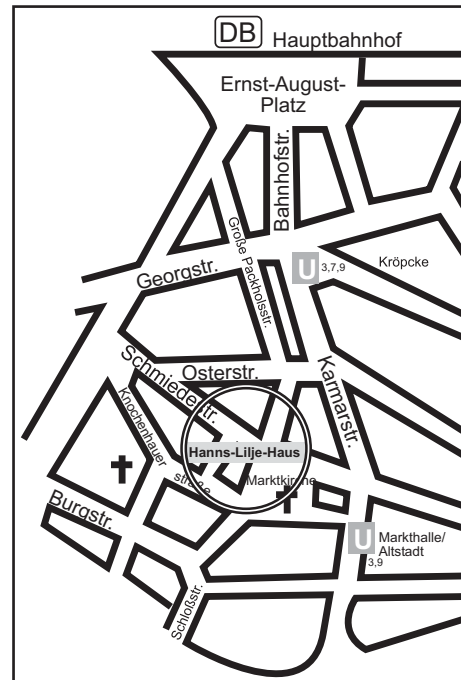 DB Hauptbahnhof
Ernst-August-
Platz
Bahnhofstr.
Große Packholsstr.
Georgstr.
U 3,7,9
Kröpcke
Osterstr.
Schmiedestr.
Karmarstr.
Knochenhauer
straße
Hanns-Lilje-Haus
Marktkirche
Burgstr.
U Markthalle/
Altstadt
3,9
Schloßstr.